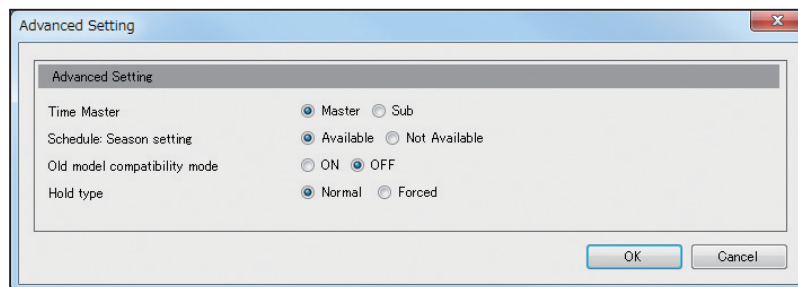 Advanced Setting
Advanced Setting
Time Master Master Sub
Schedule: Season setting Available Not Available
Old model compatibility mode ON OFF
Hold type Normal Forced
OK Cancel